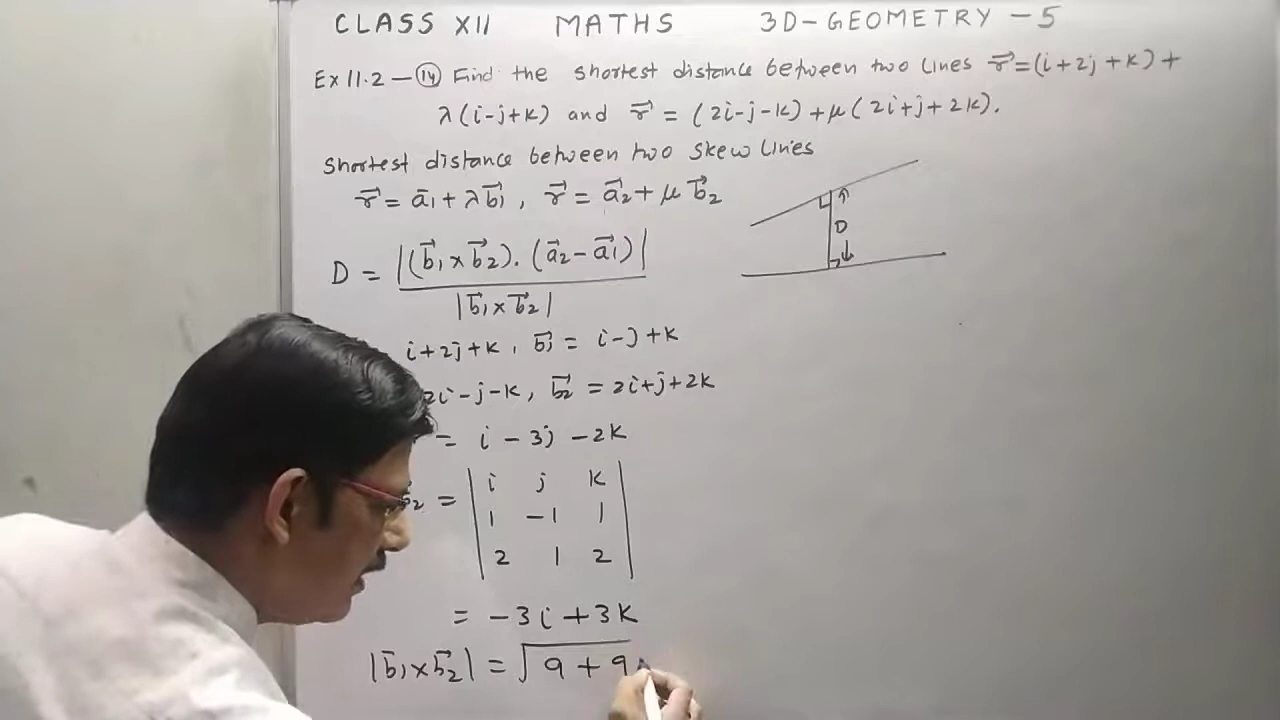 CLASS XII MATHS 3D-GEOMETRY -5
Ex 11.2 - ⑭ Find the shortest distance between two lines r⃗=(i+2j+k)+
λ(i-j+k) and r⃗ = (2i-j-k)+μ(2i+j+2k).
Shortest distance between two skew lines
r⃗ = a̅₁+λb⃗₁, r⃗ = a⃗₂+μb⃗₂
D = |(b⃗₁×b⃗₂).(a⃗₂-a⃗₁)|
|b⃗₁×b̅₂|
D
i+2j+k, b⃗₁ = i-j+k
2i-j-k, b⃗₂ = 2i+j+2k
= i-3j-2k
₂ = | i j k |
| 1 -1 1 |
| 2 1 2 |
= -3i+3k
|b̅₁×b⃗₂| = √9+9